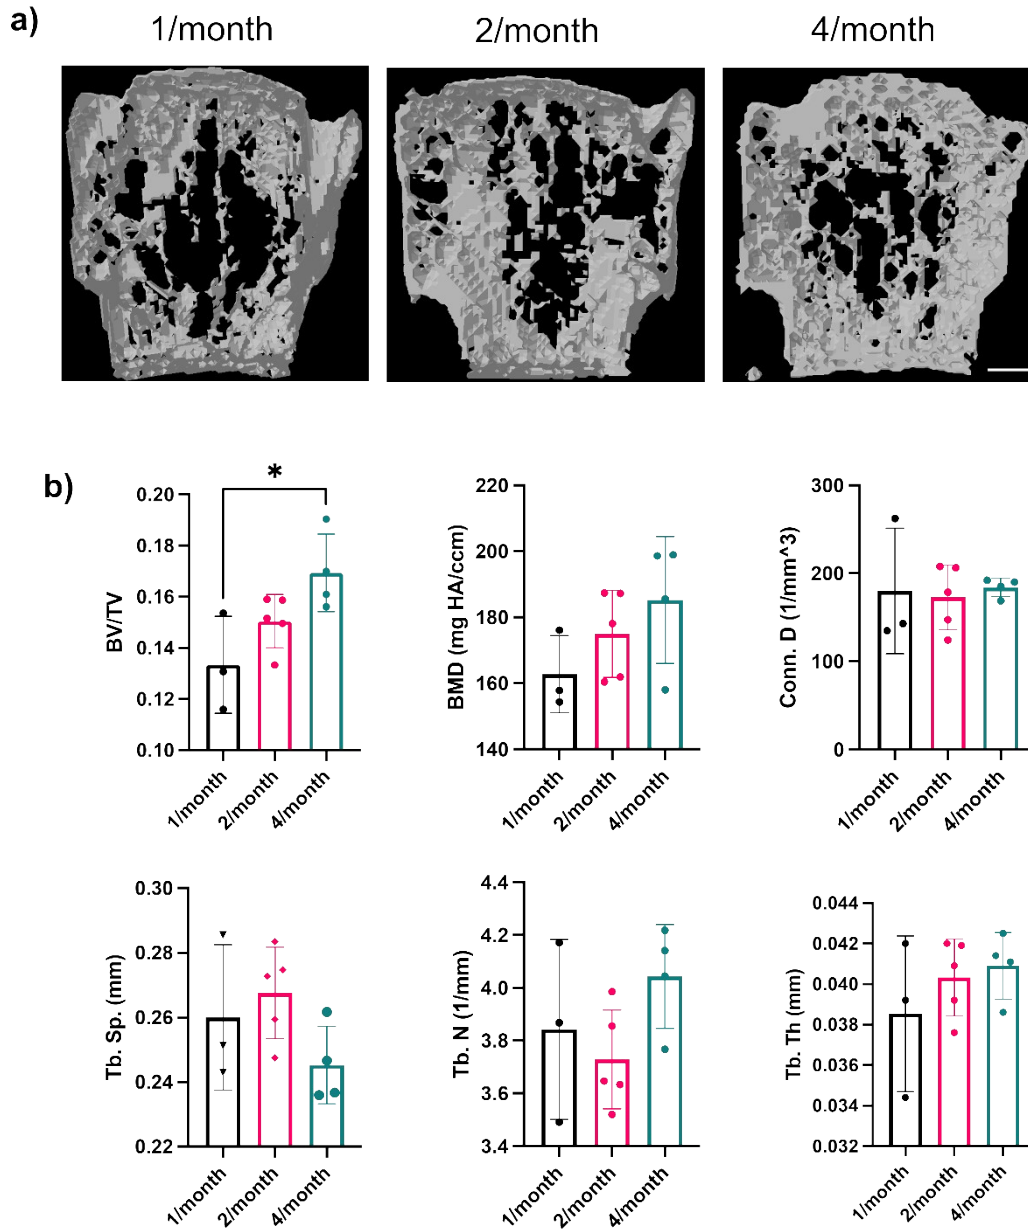 a)
1/month
2/month
4/month
b)
*
0.20
0.18
0.16
0.14
0.12
0.10
BV/TV
1/month
2/month
4/month
220
200
180
160
140
BMD (mg HA/ccm)
1/month
2/month
4/month
300
200
100
0
Conn. D (1/mm^3)
1/month
2/month
4/month
0.30
0.28
0.26
0.24
0.22
Tb. Sp. (mm)
1/month
2/month
4/month
4.4
4.2
4.0
3.8
3.6
3.4
Tb. N (1/mm)
1/month
2/month
4/month
0.044
0.042
0.040
0.038
0.036
0.034
0.032
Tb. Th (mm)
1/month
2/month
4/month